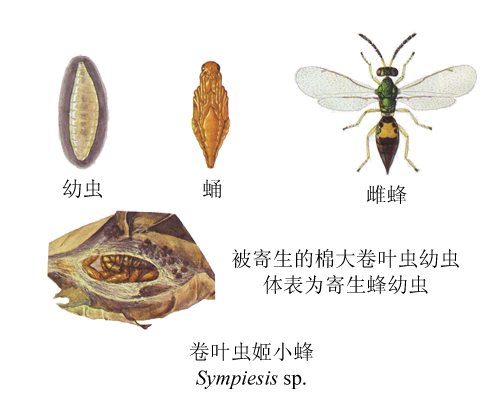 幼虫
蛹
雌蜂
被寄生的棉大卷叶虫幼虫
体表为寄生蜂幼虫
卷叶虫姬小蜂
Sympiesis sp.